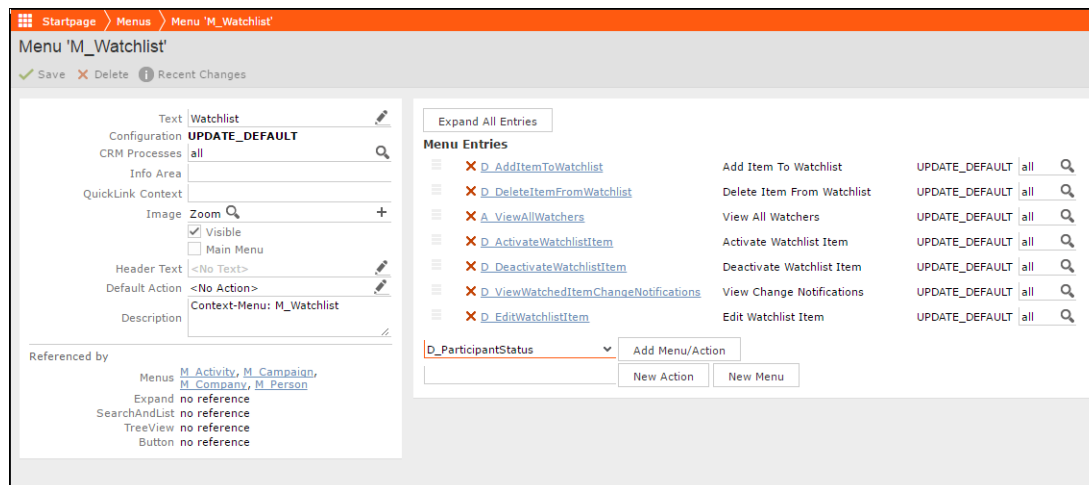 Startpage Menus Menu 'M_Watchlist'
Menu 'M_Watchlist'
Save Delete Recent Changes
Text Watchlist
Configuration UPDATE_DEFAULT
CRM Processes all
Info Area
QuickLink Context
Image Zoom
Visible
Main Menu
Header Text <No Text>
Default Action <No Action>
Description Context-Menu: M_Watchlist
Referenced by
Menus M_Activity, M_Campaign,
M_Company, M_Person
Expand no reference
SearchAndList no reference
TreeView no reference
Button no reference
Expand All Entries
Menu Entries
D_AddItemToWatchlist Add Item To Watchlist UPDATE_DEFAULT all
D_DeleteItemFromWatchlist Delete Item From Watchlist UPDATE_DEFAULT all
A_ViewAllWatchers View All Watchers UPDATE_DEFAULT all
D_ActivateWatchlistItem Activate Watchlist Item UPDATE_DEFAULT all
D_DeactivateWatchlistItem Deactivate Watchlist Item UPDATE_DEFAULT all
D_ViewWatchedItemChangeNotifications View Change Notifications UPDATE_DEFAULT all
D_EditWatchlistItem Edit Watchlist Item UPDATE_DEFAULT all
D_ParticipantStatus Add Menu/Action
New Action New Menu